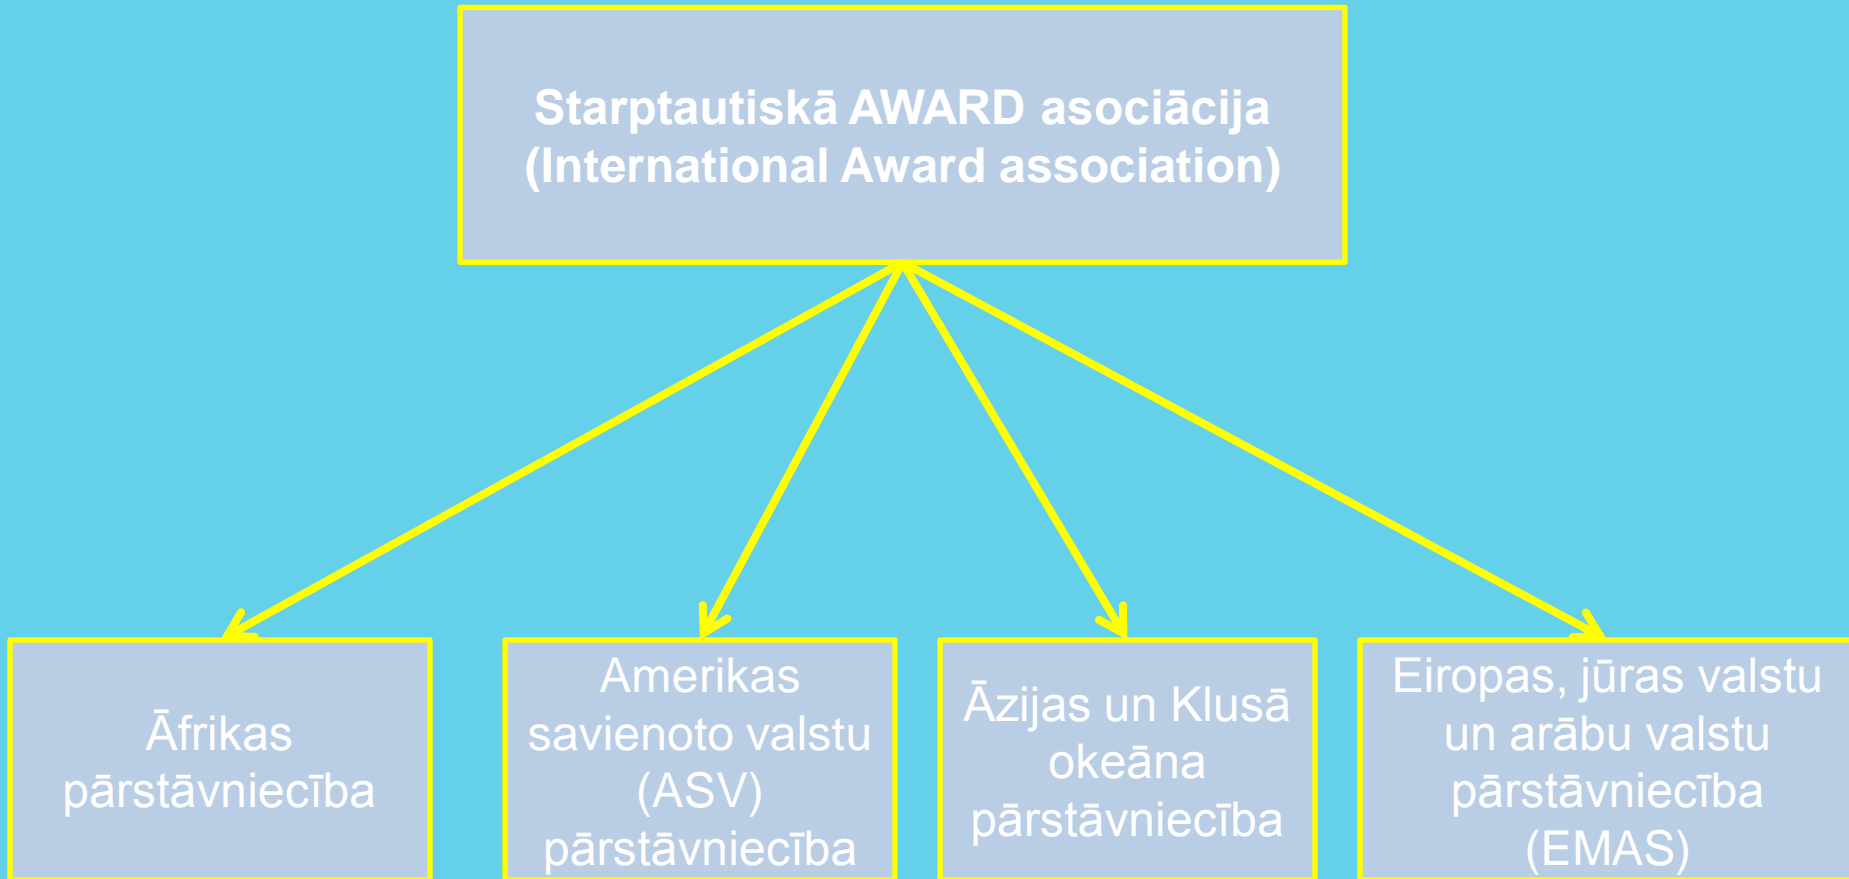 Starptautiskā AWARD asociācija
(International Award association)
Āfrikas
pārstāvniecība
Amerikas
savienoto valstu
(ASV)
pārstāvniecība
Āzijas un Klusā
okeāna
pārstāvniecība
Eiropas, jūras valstu
un arābu valstu
pārstāvniecība
(EMAS)